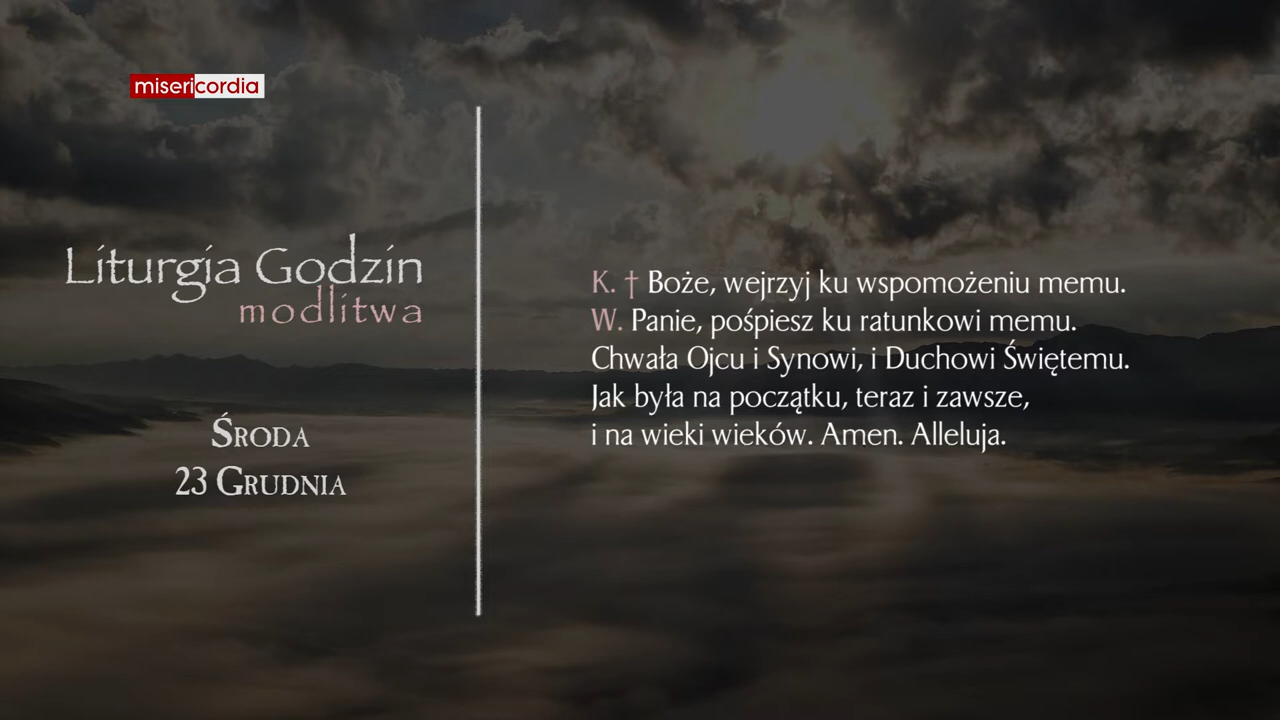 misericordia
Liturgia Godzin
modlitwa
Środa
23 Grudnia
K. † Boże, wejrzyj ku wspomożeniu memu.
W. Panie, pośpiesz ku ratunkowi memu.
Chwała Ojcu i Synowi, i Duchowi Świętemu.
Jak była na początku, teraz i zawsze,
i na wieki wieków. Amen. Alleluja.